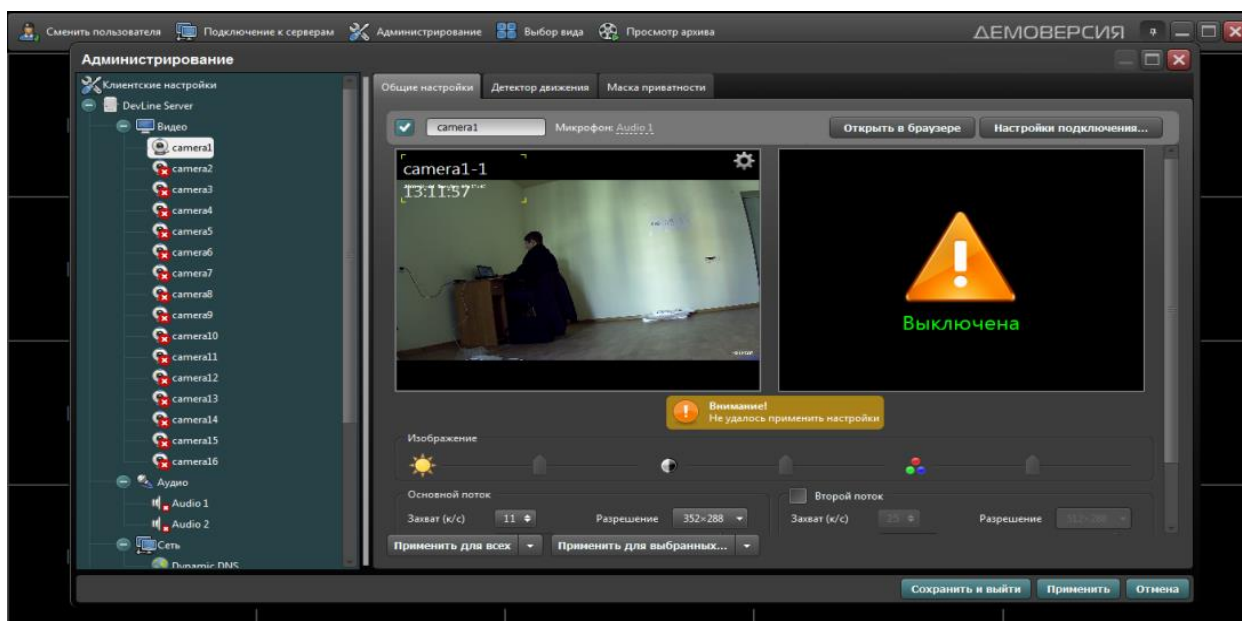 Сменить пользователя Подключение к серверам Администрирование Выбор вида Просмотр архива ДЕМОВЕРСИЯ
Администрирование
Клиентские настройки
DevLine Server
Видео
camera1
camera2
camera3
camera4
camera5
camera6
camera7
camera8
camera9
camera10
camera11
camera12
camera13
camera14
camera15
camera16
Аудио
Audio 1
Audio 2
Сеть
Dynamic DNS
Общие настройки Детектор движения Маска приватности
camera1 Микрофон: Audio 1 Открыть в браузере Настройки подключения...
camera1-1
13:11:57
Выключена
Внимание!
Не удалось применить настройки
Изображение
Основной поток Второй поток
Захват (к/с) 11 Разрешение 352×288 Захват (к/с) 25 Разрешение
Применить для всех Применить для выбранных...
Сохранить и выйти Применить Отмена